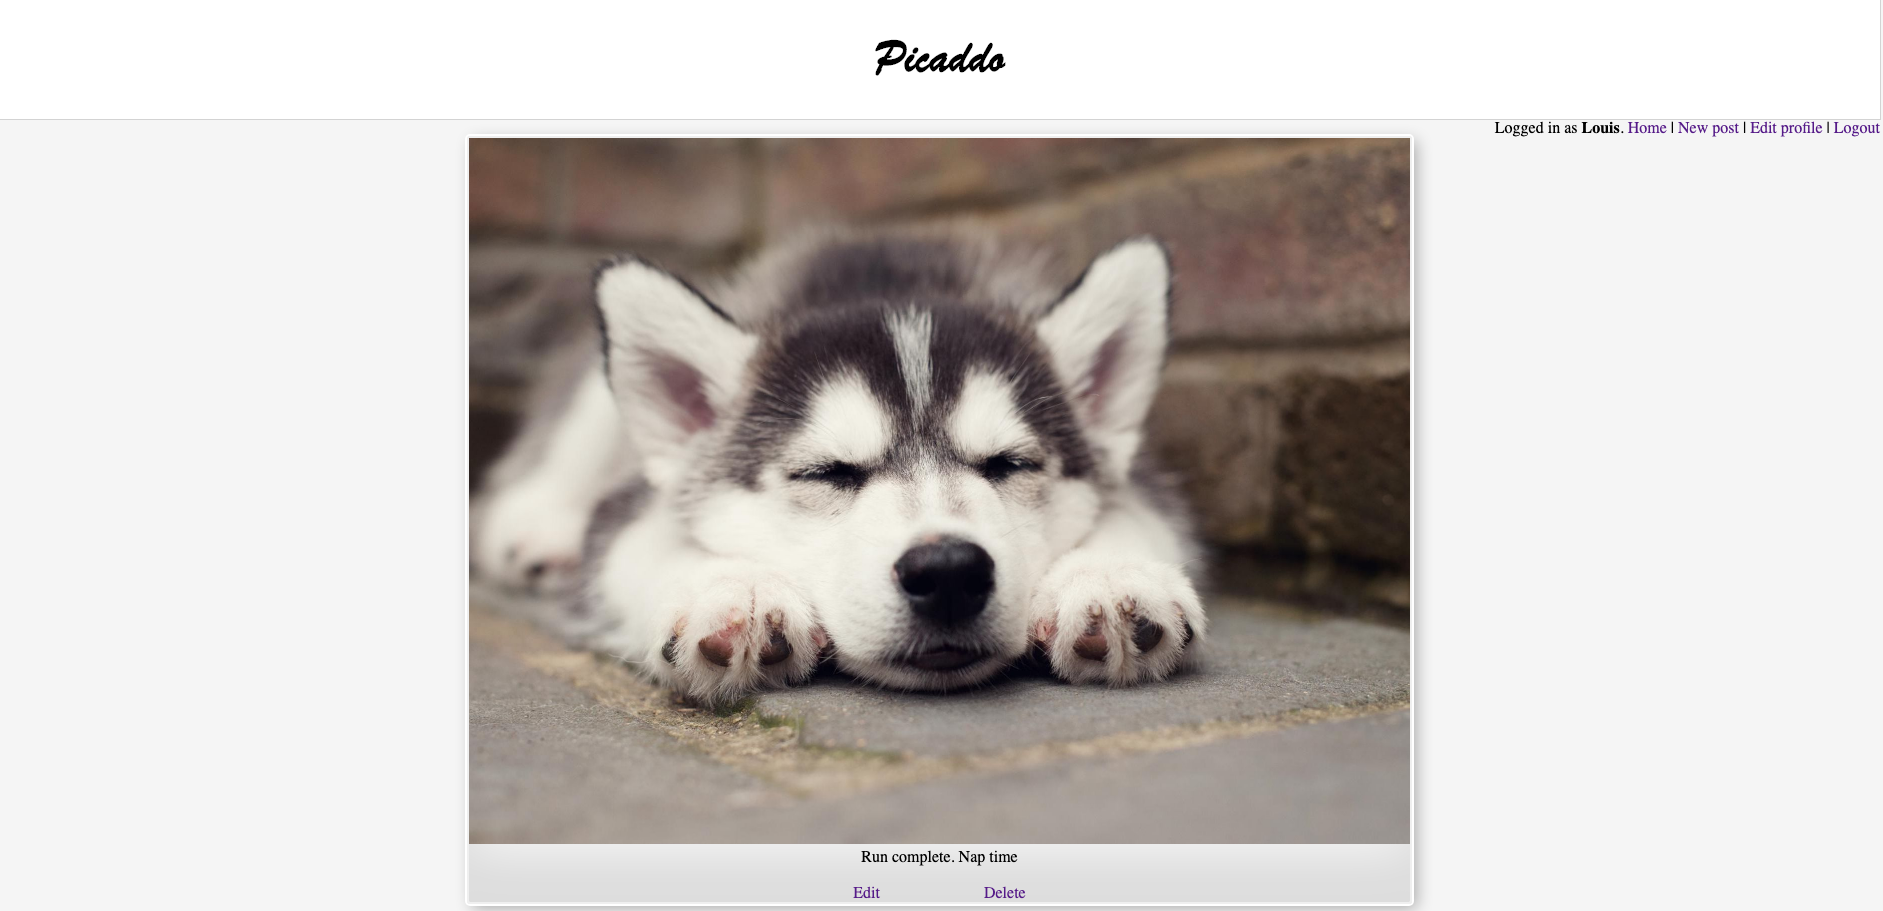 Picaddo
Logged in as Louis. Home | New post | Edit profile | Logout
Run complete. Nap time
Edit Delete